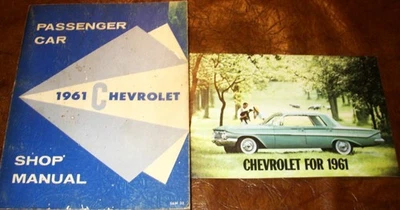 PASSENGER
CAR
1961 CHEVROLET
SHOP
MANUAL
CHEVROLET FOR 1961